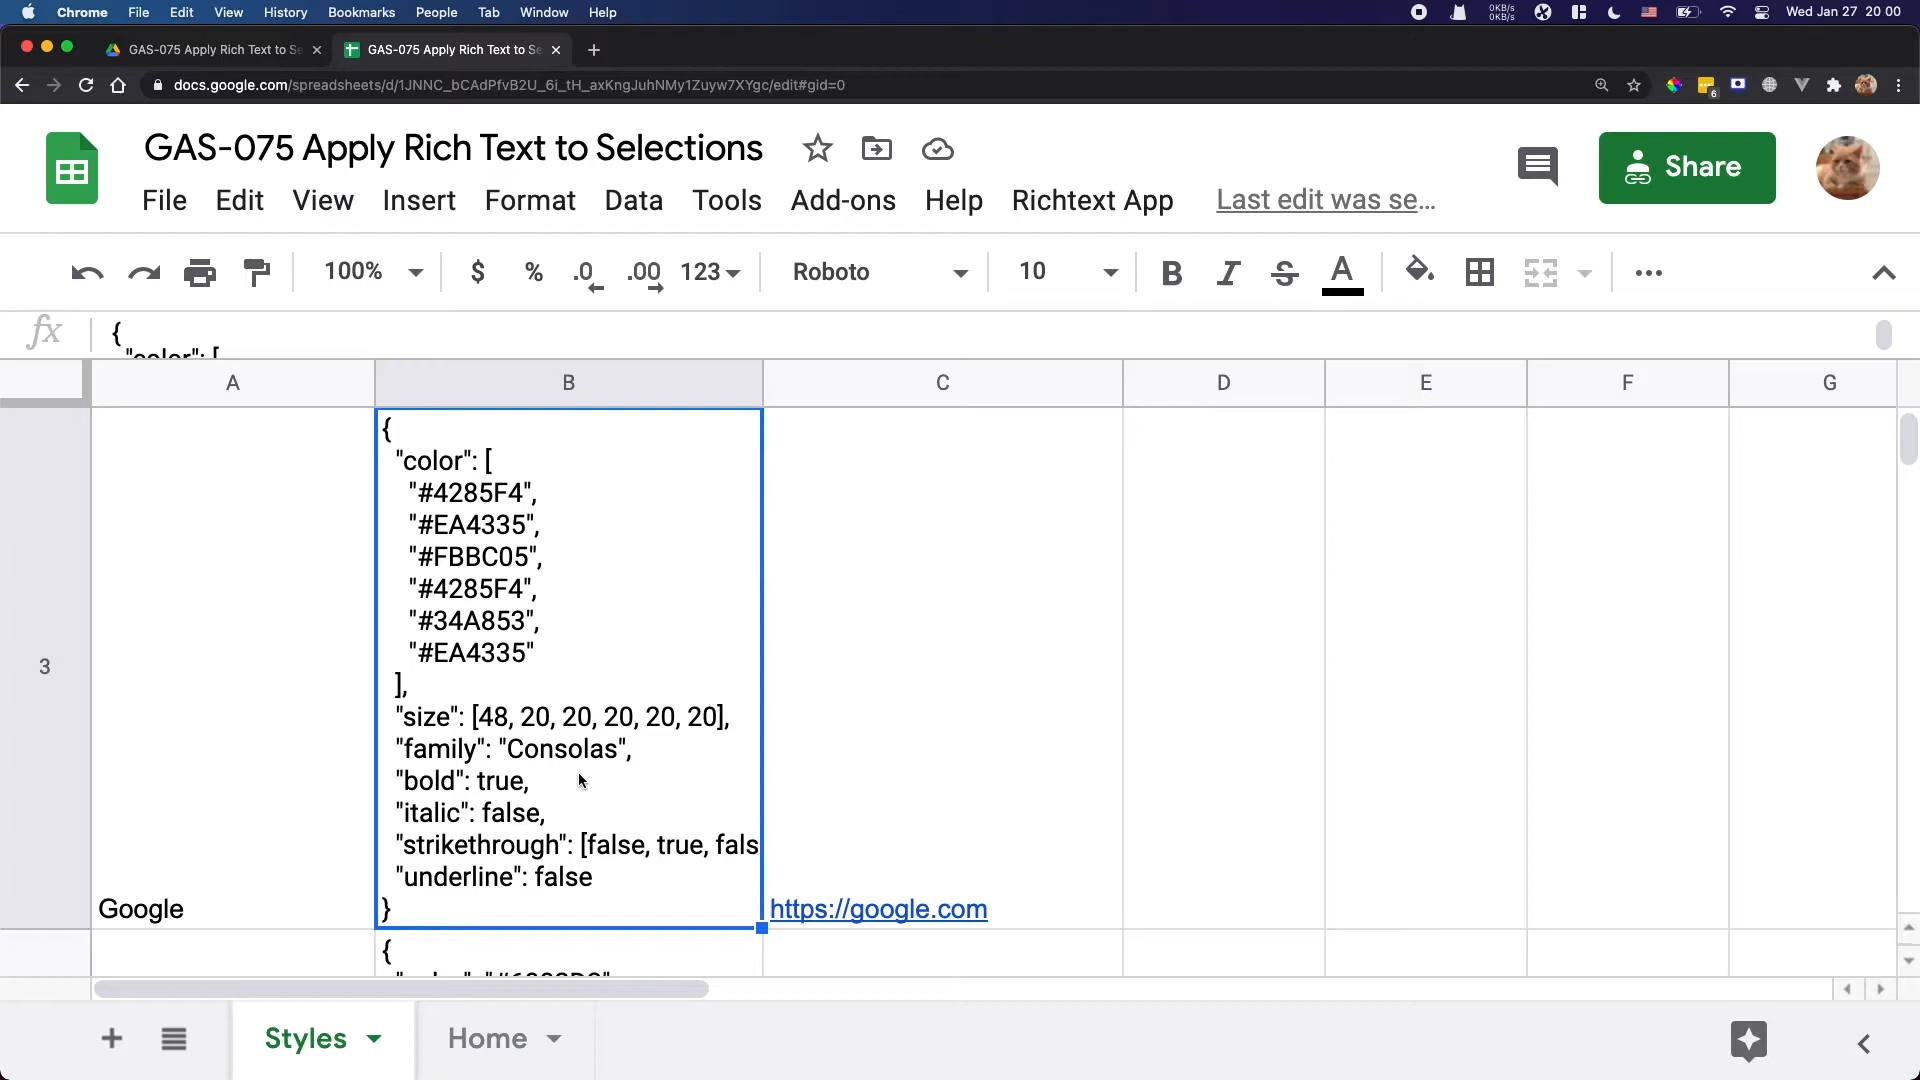 Chrome File Edit View History Bookmarks People Tab Window Help
0KB/s
0KB/s
Wed Jan 27 20 00
GAS-075 Apply Rich Text to Se
GAS-075 Apply Rich Text to Se
docs.google.com/spreadsheets/d/1JNNC_bCAdPfvB2U_6i_tH_axKngJuhNMy1Zuyw7XYgc/edit#gid=0
6
GAS-075 Apply Rich Text to Selections
Share
File Edit View Insert Format Data Tools Add-ons Help Richtext App Last edit was se...
100% $ % .0 .00 123 Roboto 10 B I S A
fx {
"color": [
A B C D E F G
{
"color": [
"#4285F4",
"#EA4335",
"#FBBC05",
"#4285F4",
"#34A853",
"#EA4335"
3
],
"size": [48, 20, 20, 20, 20, 20],
"family": "Consolas",
"bold": true,
"italic": false,
"strikethrough": [false, true, fals
"underline": false
Google } https://google.com
{
Styles Home